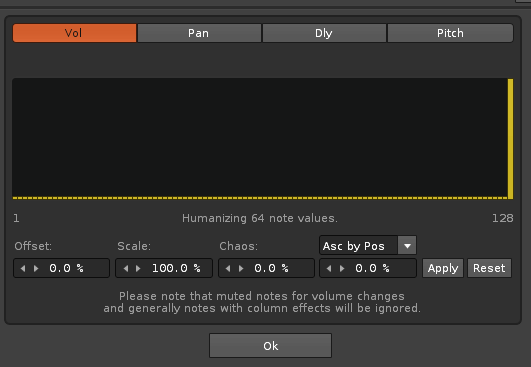 Vol Pan Dly Pitch
1 Humanizing 64 note values. 128
Offset: Scale: Chaos: Asc by Pos
0.0 % 100.0 % 0.0 % 0.0 % Apply Reset
Please note that muted notes for volume changes
and generally notes with column effects will be ignored.
Ok